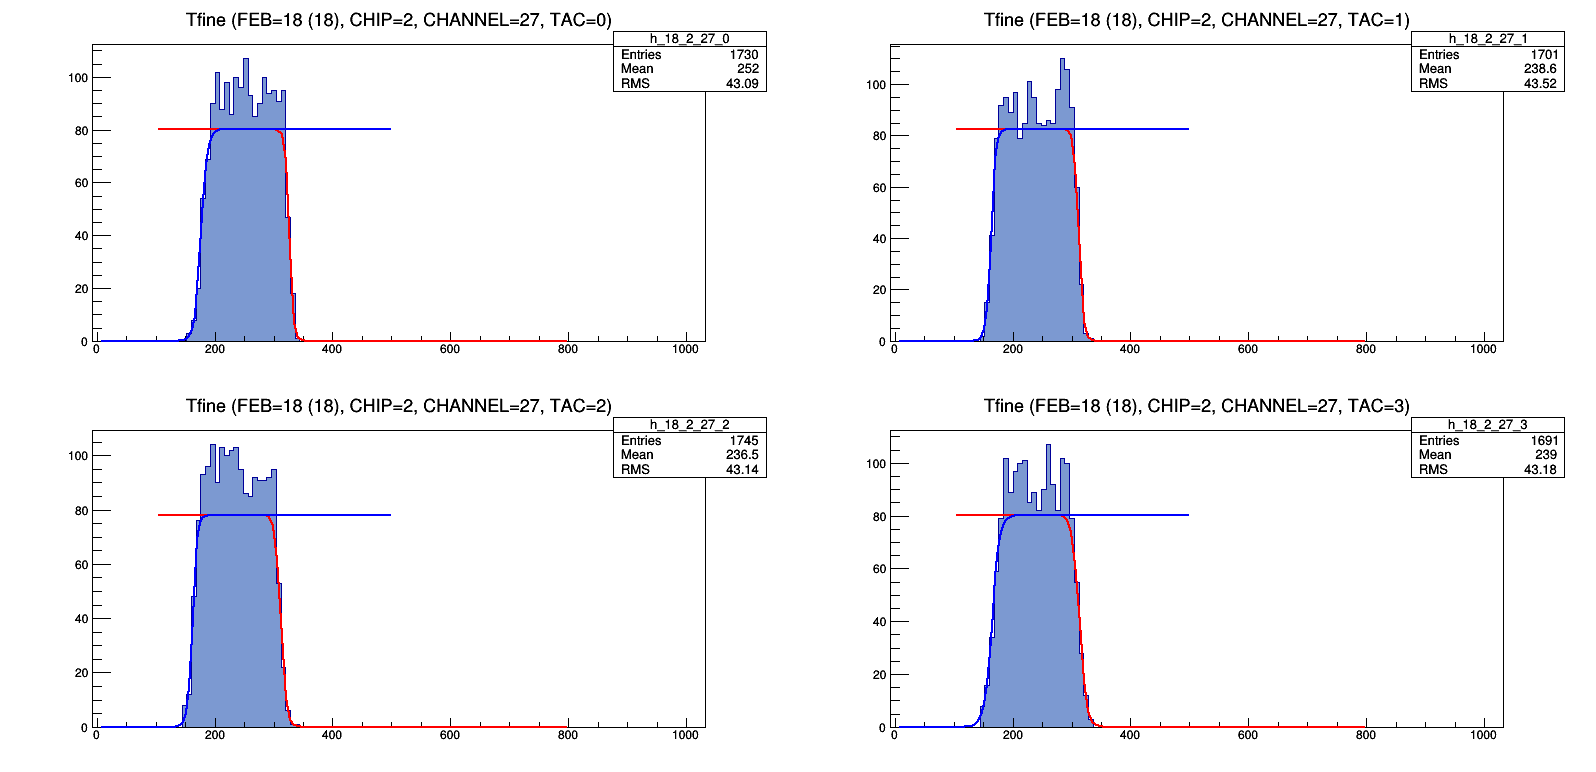 Tfine (FEB=18 (18), CHIP=2, CHANNEL=27, TAC=0)
h_18_2_27_0
Entries 1730
Mean 252
RMS 43.09
100
80
60
40
20
0
0 200 400 600 800 1000
Tfine (FEB=18 (18), CHIP=2, CHANNEL=27, TAC=1)
h_18_2_27_1
Entries 1701
Mean 238.6
RMS 43.52
100
80
60
40
20
0
0 200 400 600 800 1000
Tfine (FEB=18 (18), CHIP=2, CHANNEL=27, TAC=2)
h_18_2_27_2
Entries 1745
Mean 236.5
RMS 43.14
100
80
60
40
20
0
0 200 400 600 800 1000
Tfine (FEB=18 (18), CHIP=2, CHANNEL=27, TAC=3)
h_18_2_27_3
Entries 1691
Mean 239
RMS 43.18
100
80
60
40
20
0
0 200 400 600 800 1000